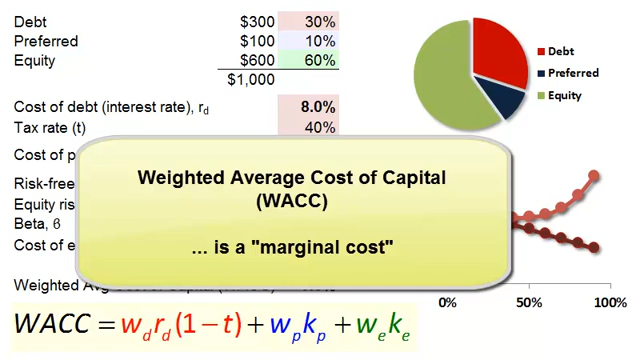 Debt $300 30%
Preferred $100 10%
Equity $600 60%
$1,000
Debt
Preferred
Equity
Cost of debt (interest rate), rd 8.0%
Tax rate (t) 40%
Cost of p
Risk-free
Equity ris
Beta, ϐ
Cost of e
Weighted Average Cost of Capital
(WACC)
... is a "marginal cost"
Weighted
0% 50% 100%
WACC = wdrd(1−t)+wpkp+weke